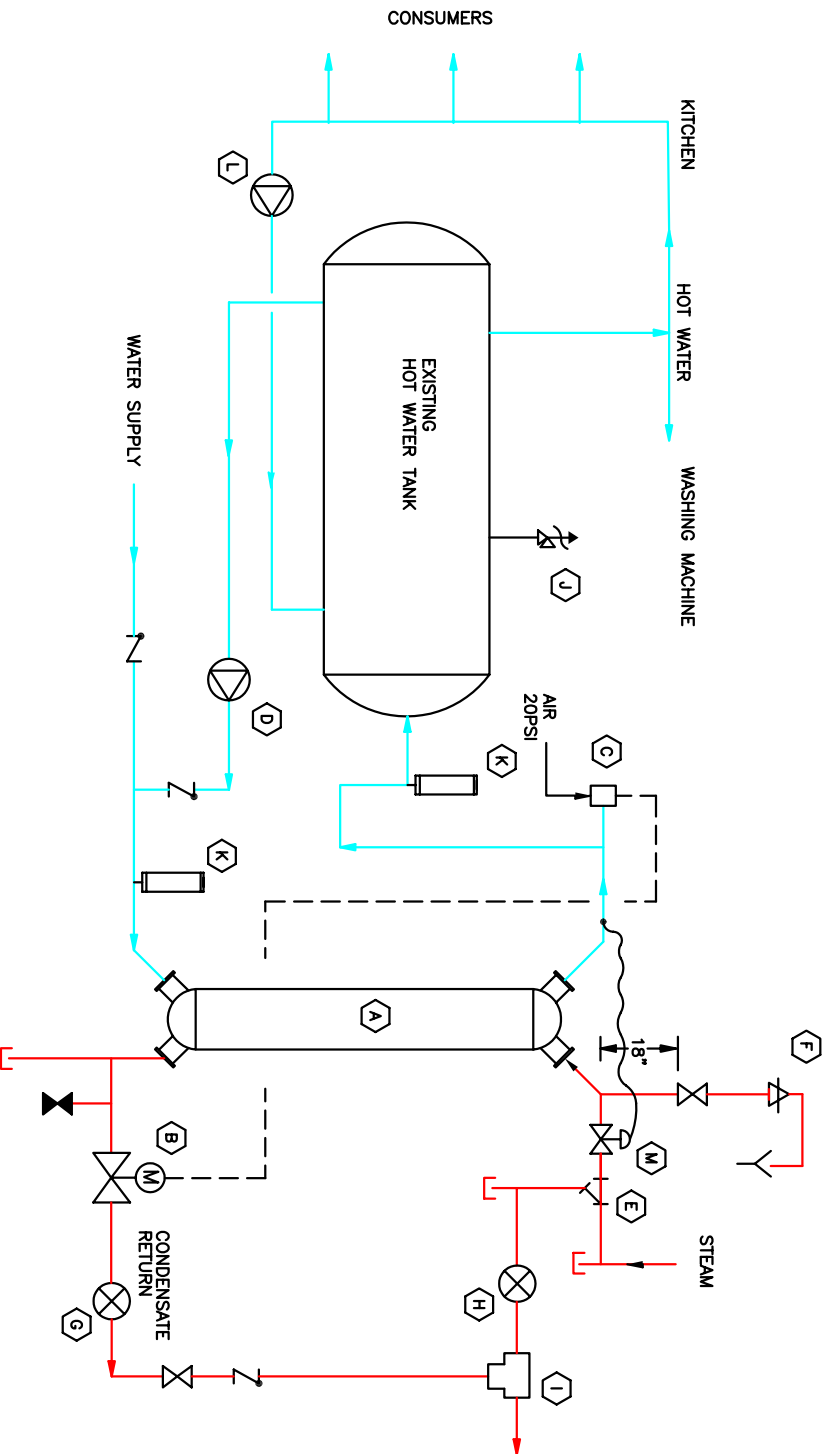 CONSUMERS
KITCHEN
HOT WATER
WASHING MACHINE
L
EXISTING
HOT WATER TANK
J
WATER SUPPLY
D
AIR
20PSI
C
K
K
A
18"
F
B
M
E
STEAM
CONDENSATE
RETURN
M
G
H
I